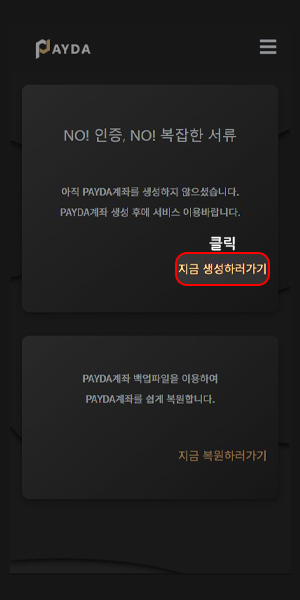 PAYDA
NO! 인증, NO! 복잡한 서류
아직 PAYDA계좌를 생성하지 않으셨습니다.
PAYDA계좌 생성 후에 서비스 이용바랍니다.
클릭
지금 생성하러가기
PAYDA계좌 백업파일을 이용하여
PAYDA계좌를 쉽게 복원합니다.
지금 복원하러가기